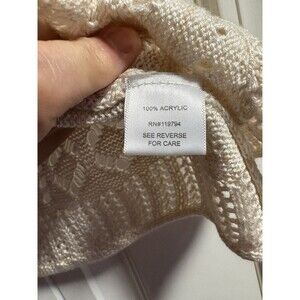 100% ACRYLIC
RN#119794
SEE REVERSE
FOR CARE